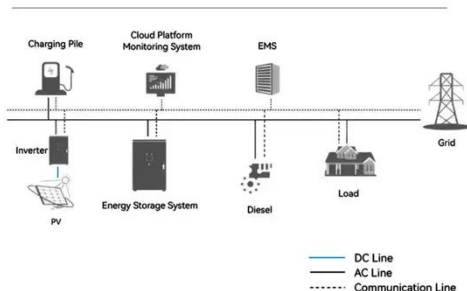 Charging Pile
Cloud Platform
Monitoring System
EMS
Grid
Inverter
PV
Energy Storage System
Diesel
Load
DC Line
AC Line
Communication Line